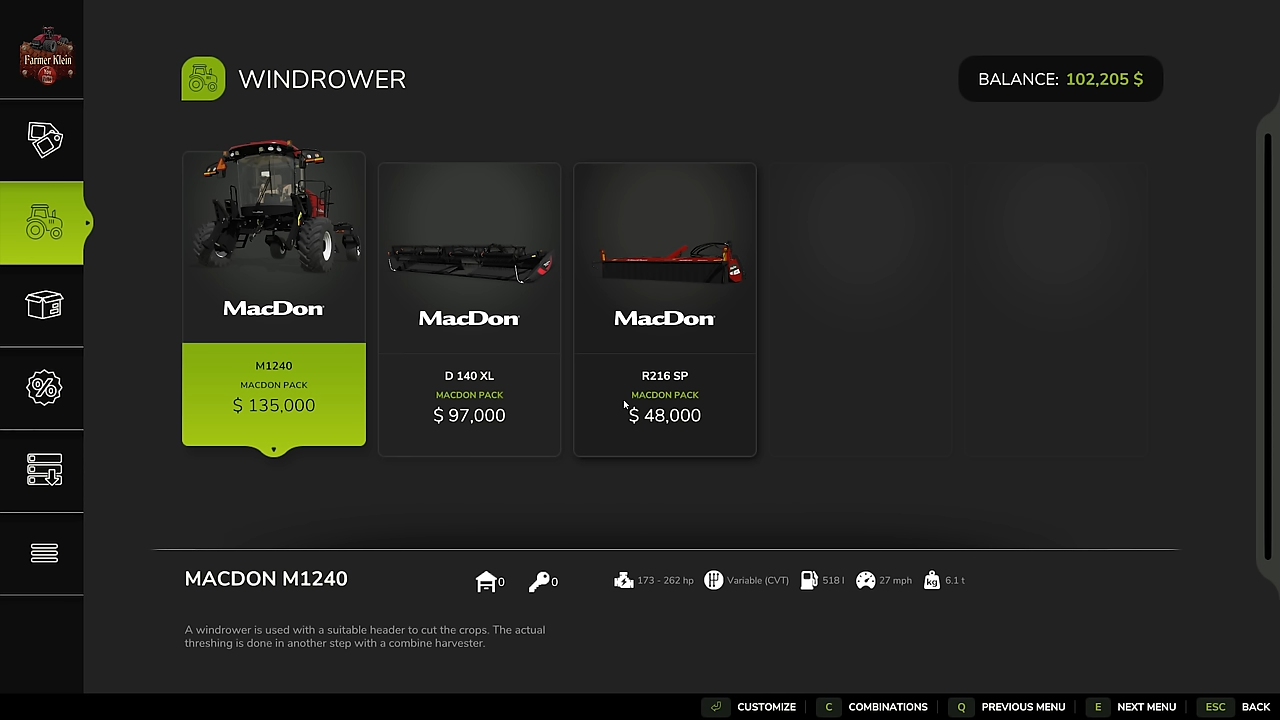 Farmer Klein
You
WINDROWER
BALANCE: 102,205 $
MacDon
M1240
MACDON PACK
$ 135,000
MacDon
D 140 XL
MACDON PACK
$ 97,000
MacDon
R216 SP
MACDON PACK
$ 48,000
MACDON M1240
0
0
173 - 262 hp
Variable (CVT)
518 l
27 mph
kg
6.1 t
A windrower is used with a suitable header to cut the crops. The actual
threshing is done in another step with a combine harvester.
CUSTOMIZE
C COMBINATIONS
Q PREVIOUS MENU
E NEXT MENU
ESC BACK